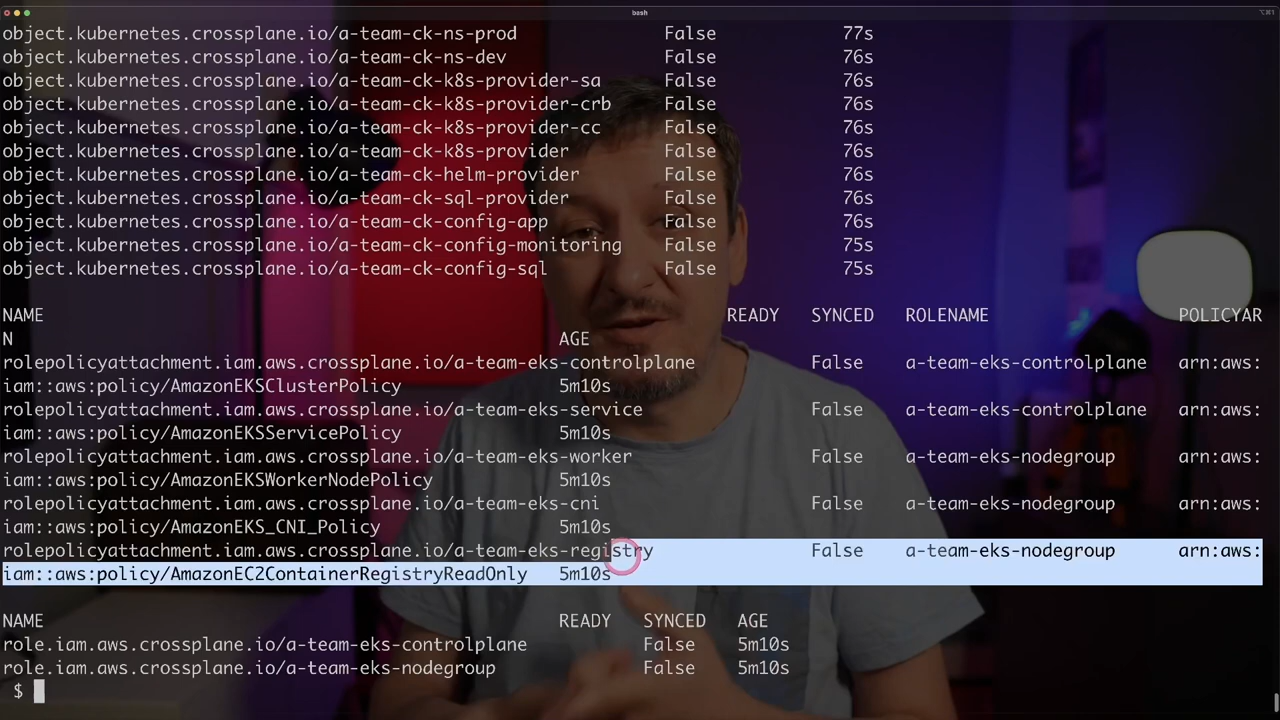 bash
⌥⌘1
object.kubernetes.crossplane.io/a-team-ck-ns-prod False 77s
object.kubernetes.crossplane.io/a-team-ck-ns-dev False 76s
object.kubernetes.crossplane.io/a-team-ck-k8s-provider-sa False 76s
object.kubernetes.crossplane.io/a-team-ck-k8s-provider-crb False 76s
object.kubernetes.crossplane.io/a-team-ck-k8s-provider-cc False 76s
object.kubernetes.crossplane.io/a-team-ck-k8s-provider False 76s
object.kubernetes.crossplane.io/a-team-ck-helm-provider False 76s
object.kubernetes.crossplane.io/a-team-ck-sql-provider False 76s
object.kubernetes.crossplane.io/a-team-ck-config-app False 76s
object.kubernetes.crossplane.io/a-team-ck-config-monitoring False 75s
object.kubernetes.crossplane.io/a-team-ck-config-sql False 75s
NAME READY SYNCED ROLENAME POLICYAR
N AGE
rolepolicyattachment.iam.aws.crossplane.io/a-team-eks-controlplane False a-team-eks-controlplane arn:aws:
iam::aws:policy/AmazonEKSClusterPolicy 5m10s
rolepolicyattachment.iam.aws.crossplane.io/a-team-eks-service False a-team-eks-controlplane arn:aws:
iam::aws:policy/AmazonEKSServicePolicy 5m10s
rolepolicyattachment.iam.aws.crossplane.io/a-team-eks-worker False a-team-eks-nodegroup arn:aws:
iam::aws:policy/AmazonEKSWorkerNodePolicy 5m10s
rolepolicyattachment.iam.aws.crossplane.io/a-team-eks-cni False a-team-eks-nodegroup arn:aws:
iam::aws:policy/AmazonEKS_CNI_Policy 5m10s
rolepolicyattachment.iam.aws.crossplane.io/a-team-eks-registry False a-team-eks-nodegroup arn:aws:
iam::aws:policy/AmazonEC2ContainerRegistryReadOnly 5m10s
NAME READY SYNCED AGE
role.iam.aws.crossplane.io/a-team-eks-controlplane False 5m10s
role.iam.aws.crossplane.io/a-team-eks-nodegroup False 5m10s
$